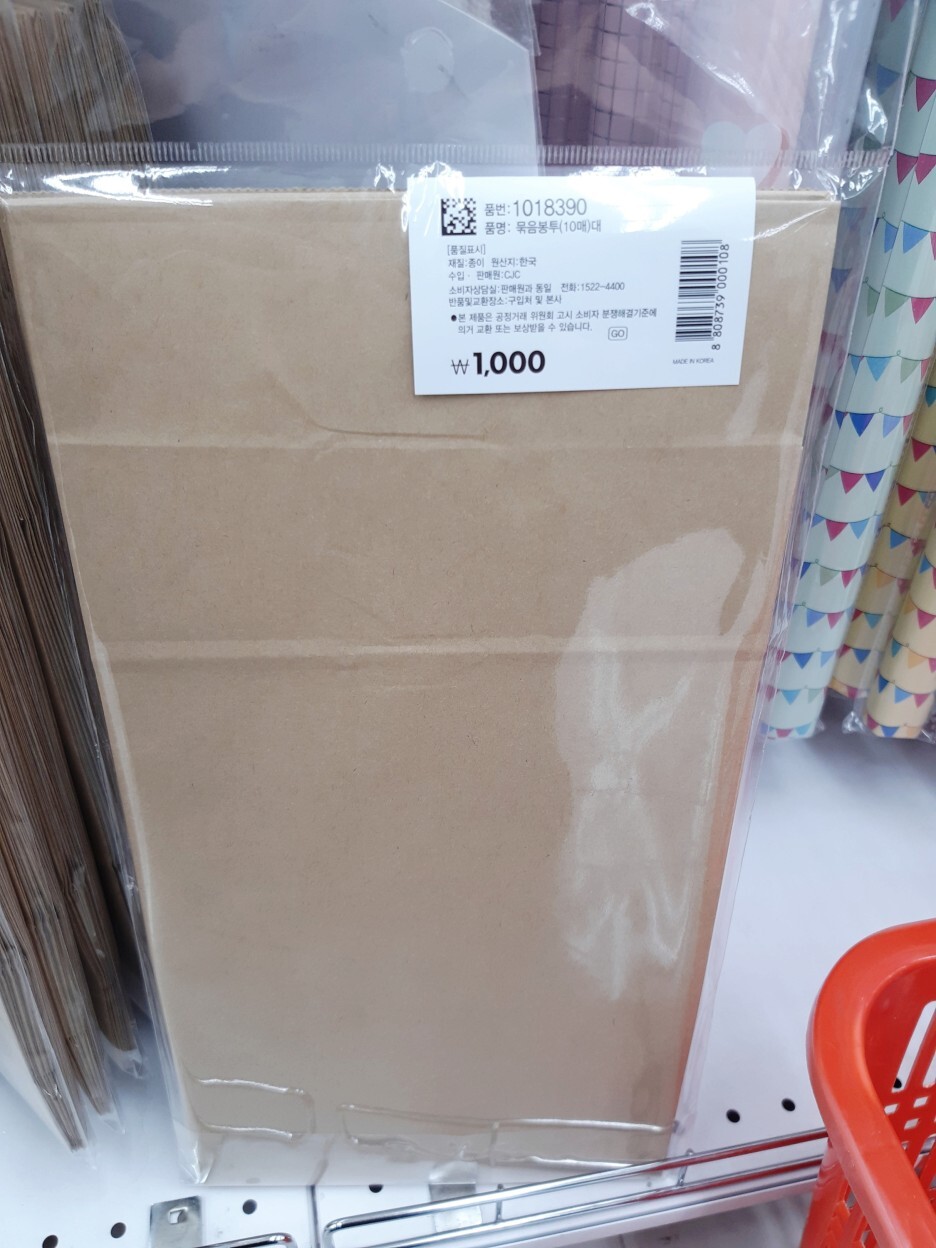 품번:1018390
품명: 묶음봉투(10매)대
[품질표시]
재질:종이 원산지:한국
수입 · 판매원:CJC
소비자상담실:판매원과 동일 전화:1522-4400
반품및교환장소:구입처 및 본사
●본 제품은 공정거래 위원회 고시 소비자 분쟁해결기준에
의거 교환 또는 보상받을 수 있습니다.
GO
₩1,000
8 808739 000108
MADE IN KOREA